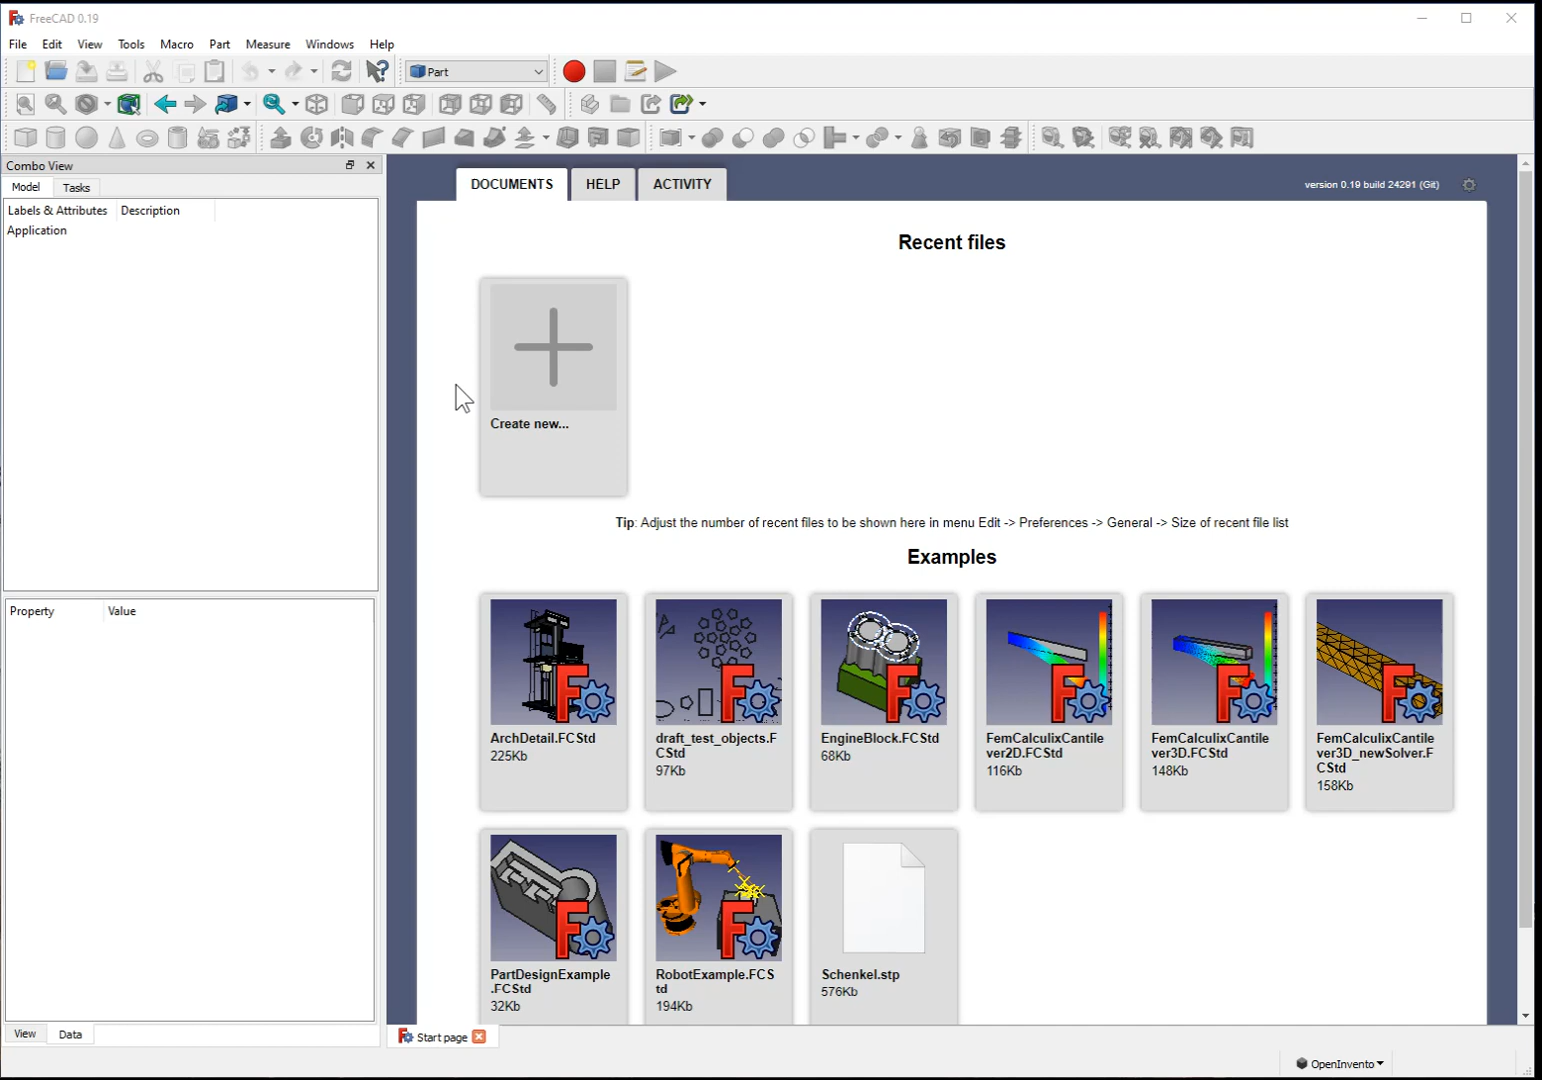 FreeCAD 0.19
File Edit View Tools Macro Part Measure Windows Help
Part
Combo View
Model Tasks
Labels & Attributes Description
Application
Property Value
View Data
DOCUMENTS HELP ACTIVITY
version 0.19 build 24291 (Git)
Recent files
Create new...
Tip: Adjust the number of recent files to be shown here in menu Edit -> Preferences -> General -> Size of recent file list
Examples
ArchDetail.FCStd
225Kb
draft_test_objects.F
CStd
97Kb
EngineBlock.FCStd
68Kb
FemCalculixCantile
ver2D.FCStd
116Kb
FemCalculixCantile
ver3D.FCStd
148Kb
FemCalculixCantile
ver3D_newSolver.F
CStd
158Kb
PartDesignExample
.FCStd
32Kb
RobotExample.FCS
td
194Kb
Schenkel.stp
576Kb
Start page
OpenInvento